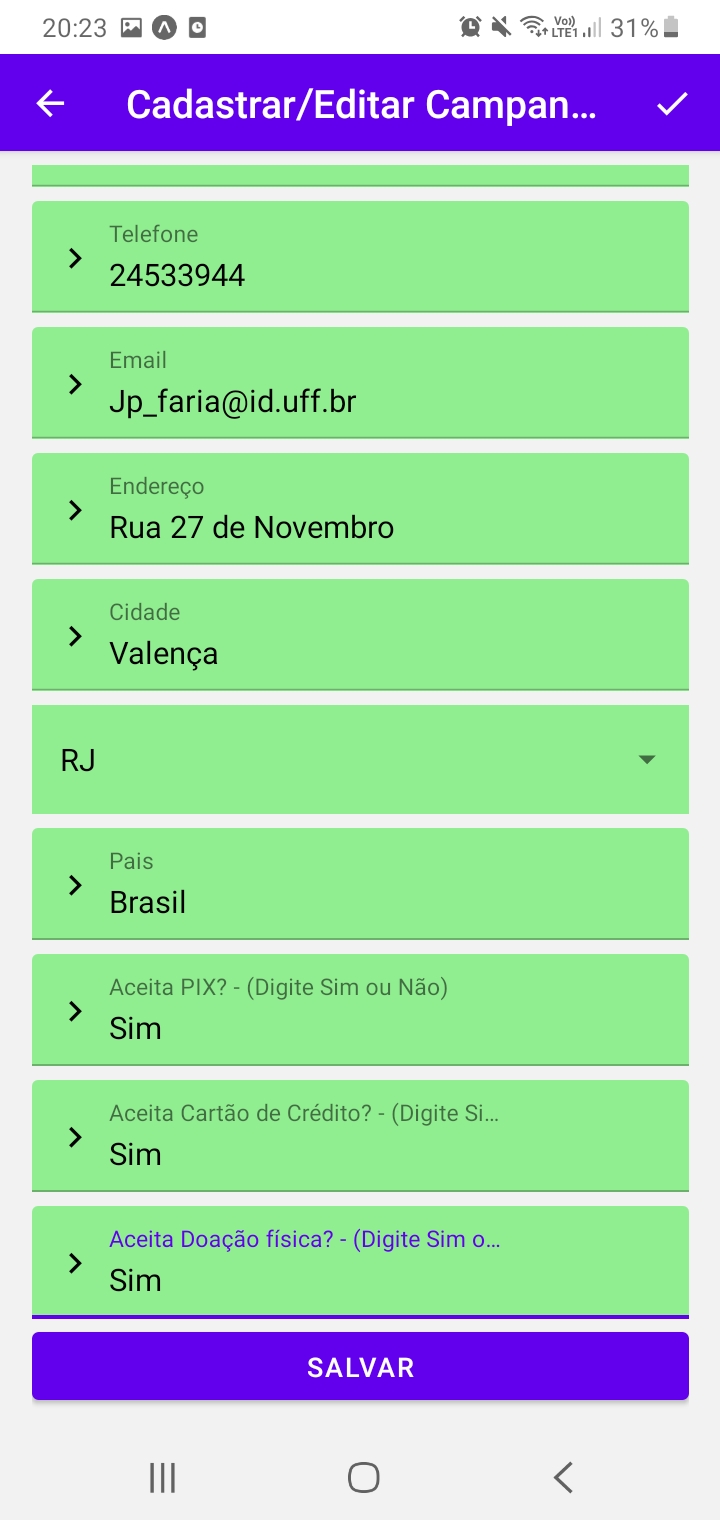 20:23
Vo)) LTE1 31%
Cadastrar/Editar Campan...
Telefone
24533944
Email
Jp_faria@id.uff.br
Endereço
Rua 27 de Novembro
Cidade
Valença
RJ
Pais
Brasil
Aceita PIX? - (Digite Sim ou Não)
Sim
Aceita Cartão de Crédito? - (Digite Si...
Sim
Aceita Doação física? - (Digite Sim o...
Sim
SALVAR